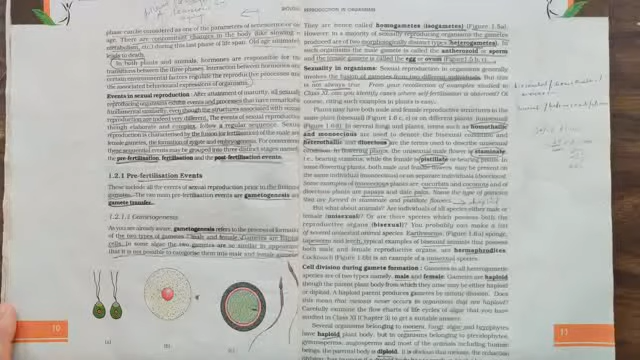 phase can be considered as one of the parameters of senescence or old
age. There are concomitant changes in the body (like slowing of
metabolism, etc.) during this last phase of life span. Old age ultimately
leads to death.
In both plants and animals, hormones are responsible for the
transitions between the three phases. Interaction between hormones and
certain environmental factors regulate the reproductive processes and
the associated behavioural expressions of organisms.
Events in sexual reproduction: After attainment of maturity, all sexually
reproducing organisms exhibit events and processes that have remarkable
fundamental similarity, even though the structures associated with sexual
reproduction are indeed very different. The events of sexual reproduction
though elaborate and complex, follow a regular sequence. Sexual
reproduction is characterised by the fusion (or fertilisation) of the male and
female gametes, the formation of zygote and embryogenesis. For convenience
these sequential events may be grouped into three distinct stages namely,
the pre-fertilisation, fertilisation and the post-fertilisation events.
1.2.1 Pre-fertilisation Events
These include all the events of sexual reproduction prior to the fusion of
gametes. The two main pre-fertilisation events are gametogenesis and
gamete transfer.
1.2.1.1 Gametogenesis
As you are already aware, gametogenesis refers to the process of formation
of the two types of gametes – male and female. Gametes are haploid
cells. In some algae the two gametes are so similar in appearance
that it is not possible to categorise them into male and female gametes.
(a)
(b)
(c)
10
REPRODUCTION IN ORGANISMS
They are hence called homogametes (isogametes) (Figure 1.5a).
However, in a majority of sexually reproducing organisms the gametes
produced are of two morphologically distinct types (heterogametes). In
such organisms the male gamete is called the antherozoid or sperm
and the female gamete is called the egg or ovum (Figure1.5 b, c).
Sexuality in organisms: Sexual reproduction in organisms generally
involves the fusion of gametes from two different individuals. But this
is not always true. From your recollection of examples studied in
Class XI, can you identify cases where self-fertilisation is observed? Of
course, citing such examples in plants is easy.
Plants may have both male and female reproductive structures in the
same plant (bisexual) (Figure 1.6 c, e) or on different plants (unisexual)
(Figure 1.6d). In several fungi and plants, terms such as homothallic
and monoecious are used to denote the bisexual condition and
heterothallic and dioecious are the terms used to describe unisexual
condition. In flowering plants, the unisexual male flower is staminate,
i.e., bearing stamens, while the female is pistillate or bearing pistils. In
some flowering plants, both male and female flowers may be present on
the same individual (monoecious) or on separate individuals (dioecious).
Some examples of monoecious plants are cucurbits and coconuts and of
dioecious plants are papaya and date palm. Name the type of gametes
that are formed in staminate and pistillate flowers.
But what about animals? Are individuals of all species either male or
female (unisexual)? Or are there species which possess both the
reproductive organs (bisexual)? You probably can make a list
of several unisexual animal species. Earthworms, (Figure 1.6a) sponge,
tapeworm and leech, typical examples of bisexual animals that possess
both male and female reproductive organs, are hermaphrodites.
Cockroach (Figure 1.6b) is an example of a unisexual species.
Cell division during gamete formation: Gametes in all heterogametic
species are of two types namely, male and female. Gametes are haploid
though the parent plant body from which they arise may be either haploid
or diploid. A haploid parent produces gametes by mitotic division. Does
this mean that meiosis never occurs in organisms that are haploid?
Carefully examine the flow charts of life cycles of algae that you have
studied in Class XI (Chapter 3) to get a suitable answer.
Several organisms belonging to monera, fungi, algae and bryophytes
have haploid plant body, but in organisms belonging to pteridophytes,
gymnosperms, angiosperms and most of the animals including human
beings, the parental body is diploid. It is obvious that meiosis, the reduction
11